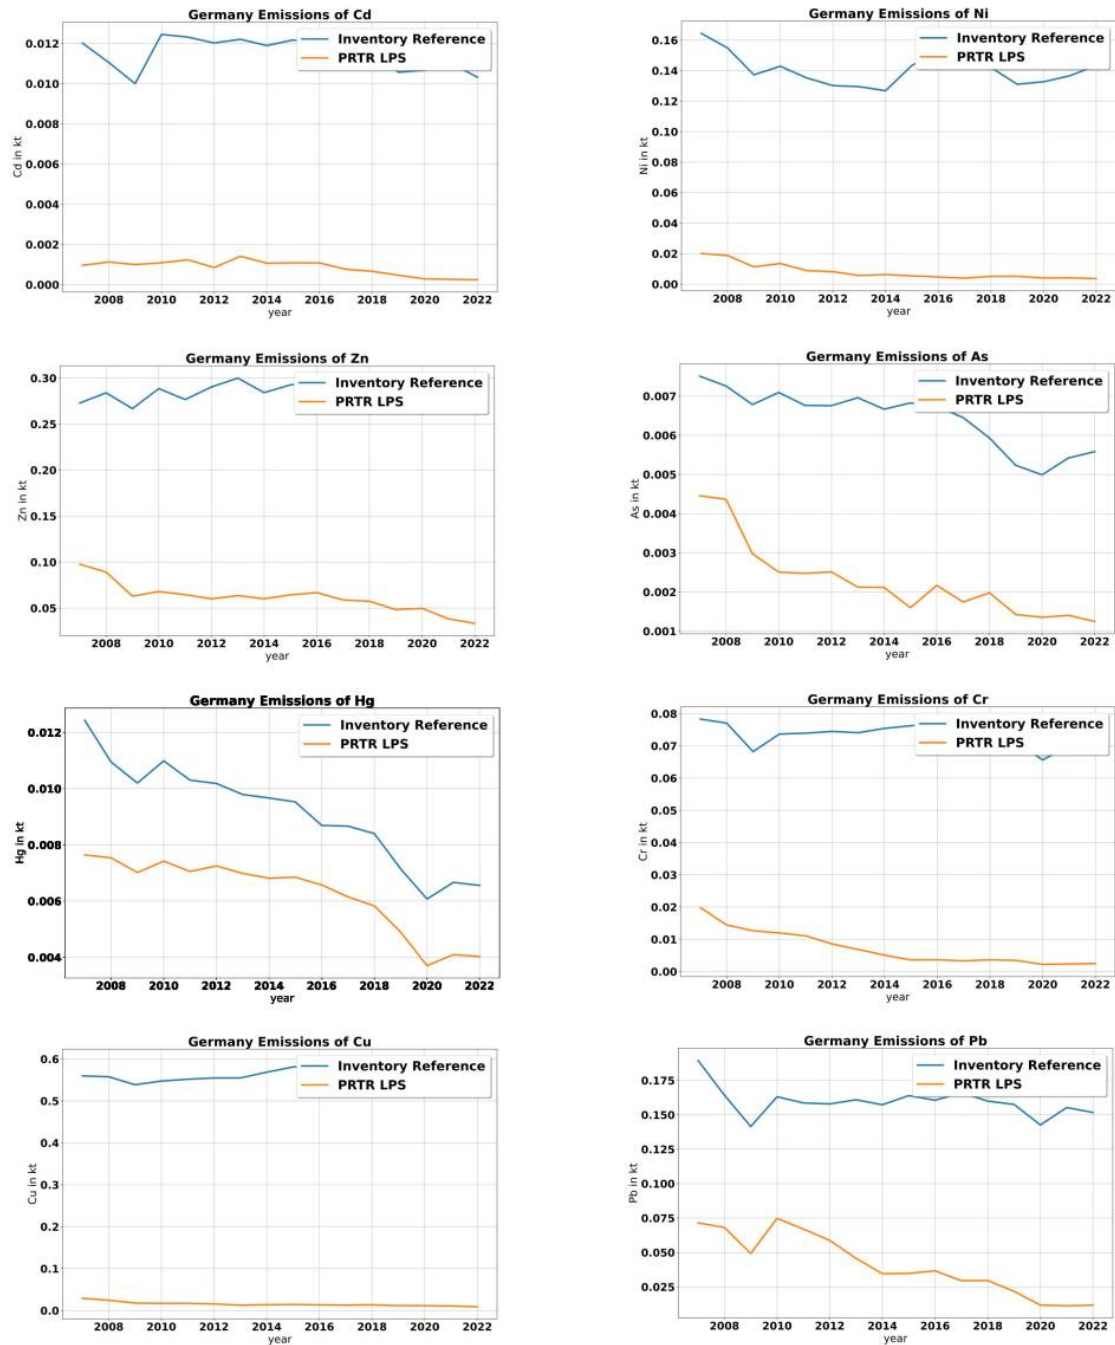 Germany Emissions of Cd
Inventory Reference
PRTR LPS
Cd in kt
0.012
0.010
0.008
0.006
0.004
0.002
0.000
2008 2010 2012 2014 2016 2018 2020 2022
year
Germany Emissions of Ni
Inventory Reference
PRTR LPS
Ni in kt
0.16
0.14
0.12
0.10
0.08
0.06
0.04
0.02
0.00
2008 2010 2012 2014 2016 2018 2020 2022
year
Germany Emissions of Zn
Inventory Reference
PRTR LPS
Zn in kt
0.30
0.25
0.20
0.15
0.10
0.05
2008 2010 2012 2014 2016 2018 2020 2022
year
Germany Emissions of As
Inventory Reference
PRTR LPS
As in kt
0.007
0.006
0.005
0.004
0.003
0.002
0.001
2008 2010 2012 2014 2016 2018 2020 2022
year
Germany Emissions of Hg
Inventory Reference
PRTR LPS
Hg in kt
0.012
0.010
0.008
0.006
0.004
2008 2010 2012 2014 2016 2018 2020 2022
year
Germany Emissions of Cr
Inventory Reference
PRTR LPS
Cr in kt
0.08
0.07
0.06
0.05
0.04
0.03
0.02
0.01
0.00
2008 2010 2012 2014 2016 2018 2020 2022
year
Germany Emissions of Cu
Inventory Reference
PRTR LPS
Cu in kt
0.6
0.5
0.4
0.3
0.2
0.1
0.0
2008 2010 2012 2014 2016 2018 2020 2022
year
Germany Emissions of Pb
Inventory Reference
PRTR LPS
Pb in kt
0.175
0.150
0.125
0.100
0.075
0.050
0.025
2008 2010 2012 2014 2016 2018 2020 2022
year